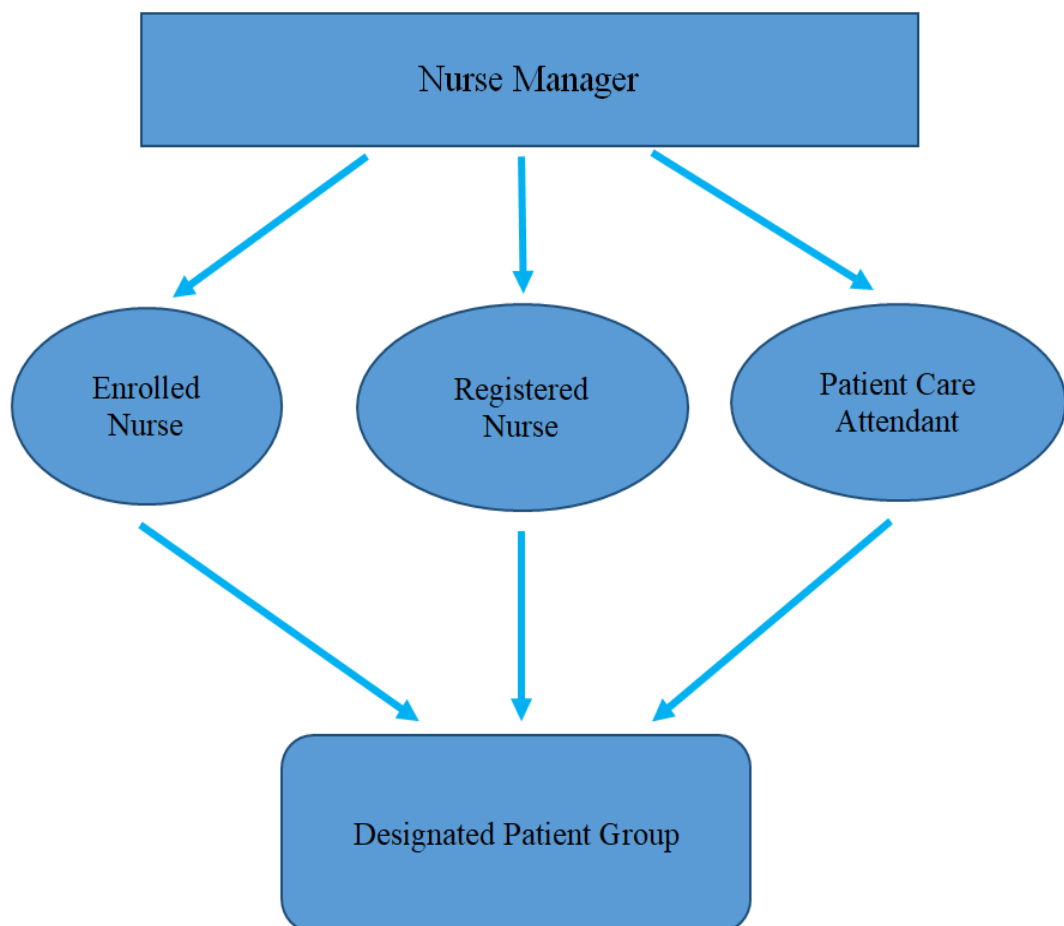 Nurse Manager
Enrolled
Nurse
Registered
Nurse
Patient Care
Attendant
Designated Patient Group